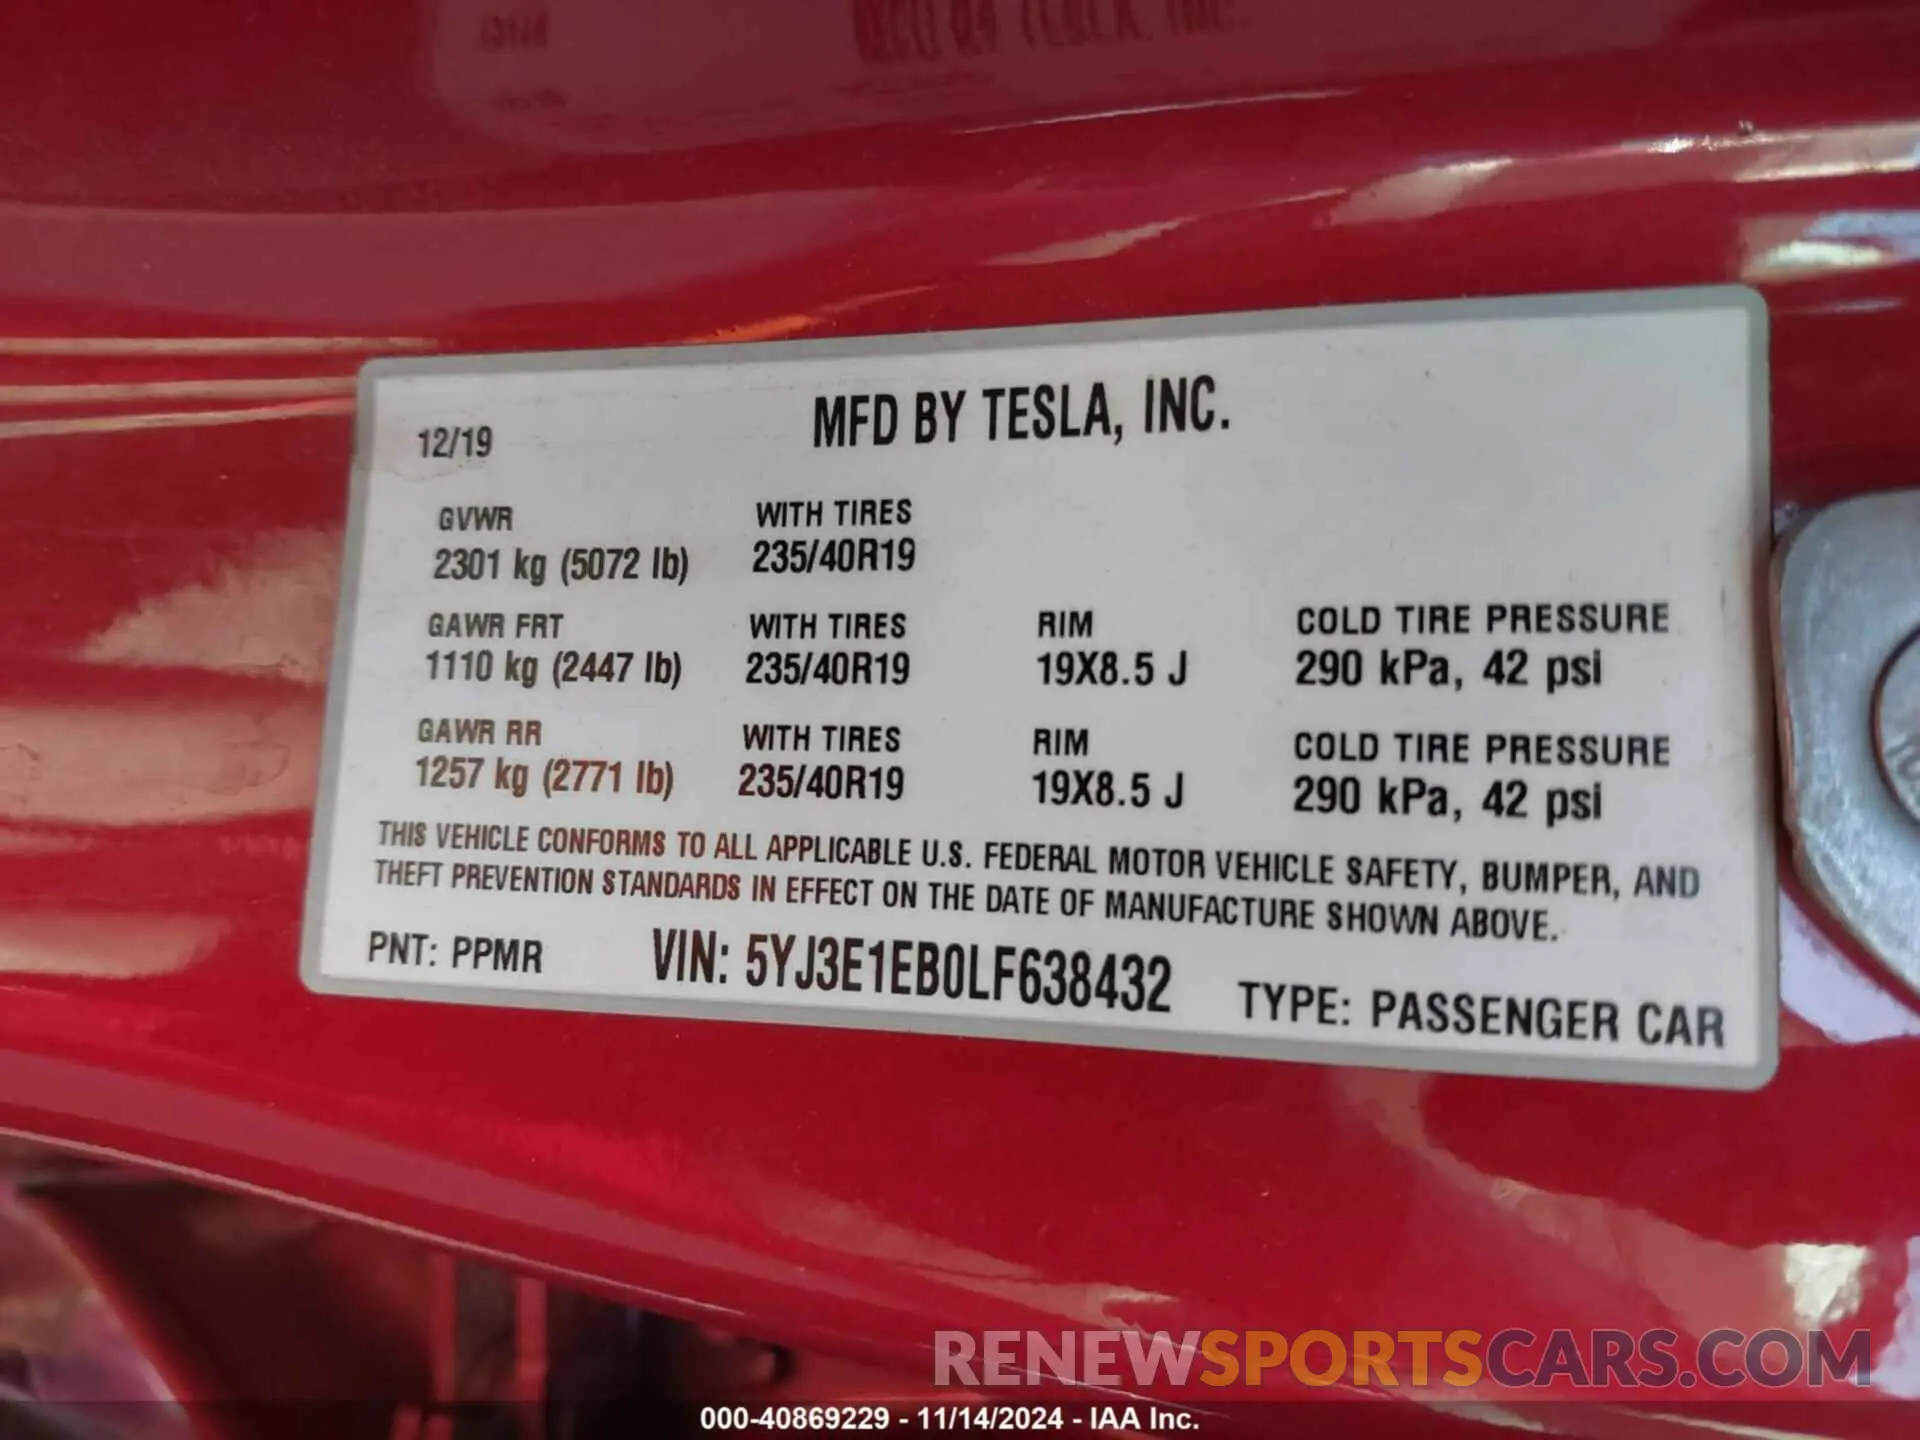 12/19
MFD BY TESLA, INC.
GVWR WITH TIRES
2301 kg (5072 lb) 235/40R19
GAWR FRT WITH TIRES RIM COLD TIRE PRESSURE
1110 kg (2447 lb) 235/40R19 19X8.5 J 290 kPa, 42 psi
GAWR RR WITH TIRES RIM COLD TIRE PRESSURE
1257 kg (2771 lb) 235/40R19 19X8.5 J 290 kPa, 42 psi
THIS VEHICLE CONFORMS TO ALL APPLICABLE U.S. FEDERAL MOTOR VEHICLE SAFETY, BUMPER, AND
THEFT PREVENTION STANDARDS IN EFFECT ON THE DATE OF MANUFACTURE SHOWN ABOVE.
PNT: PPMR VIN: 5YJ3E1EB0LF638432 TYPE: PASSENGER CAR
RENEWSPORTSCARS.COM
000-40869229 - 11/14/2024 - IAA Inc.